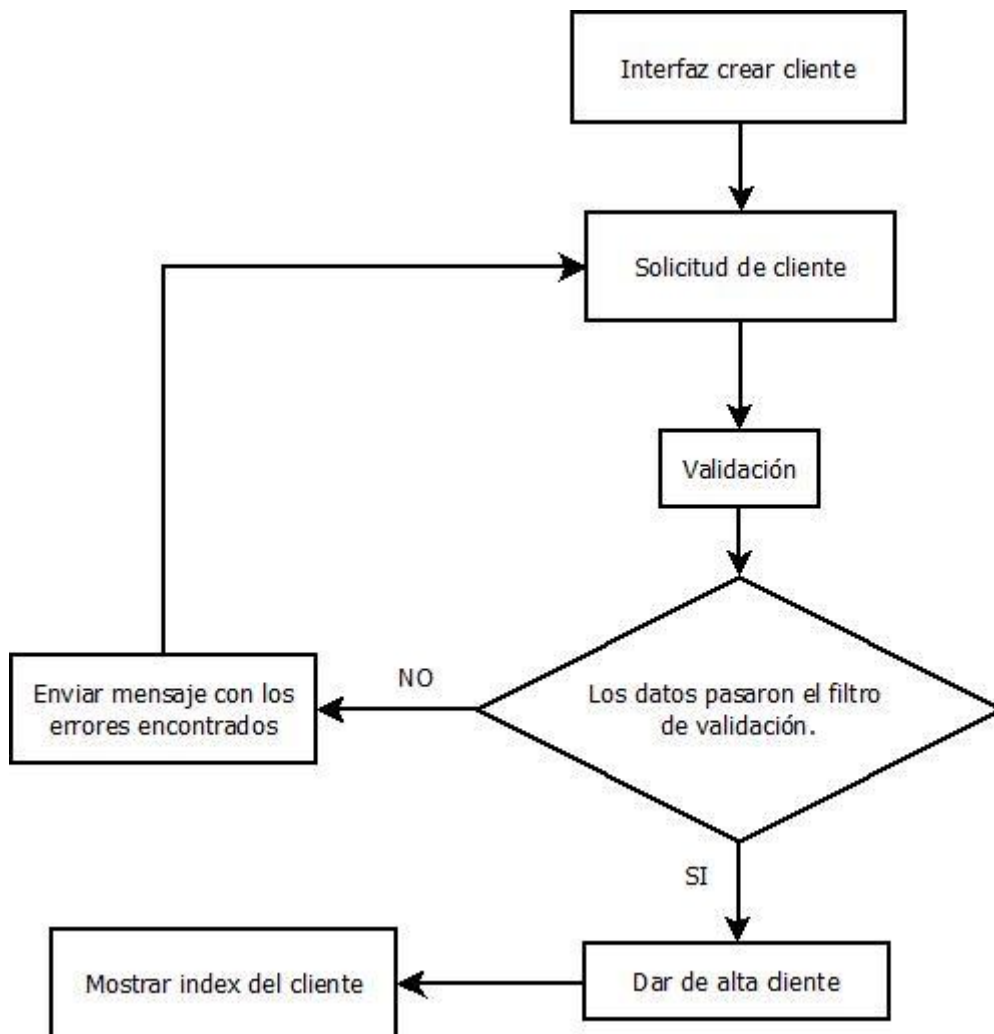 Interfaz crear cliente
Solicitud de cliente
Validación
Los datos pasaron el filtro
de validación.
NO
Enviar mensaje con los
errores encontrados
SI
Dar de alta cliente
Mostrar index del cliente